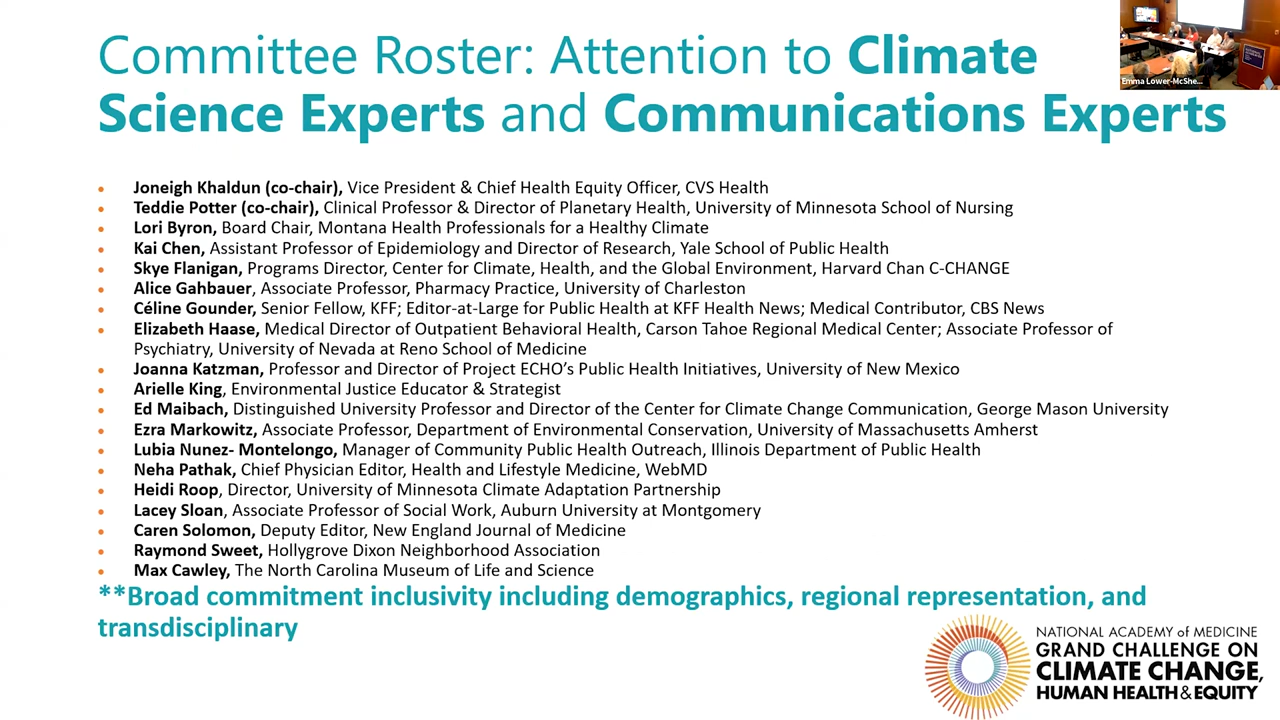 Committee Roster: Attention to Climate
Science Experts and Communications Experts
Emma Lower-McShe...
• Joneigh Khaldun (co-chair), Vice President & Chief Health Equity Officer, CVS Health
• Teddie Potter (co-chair), Clinical Professor & Director of Planetary Health, University of Minnesota School of Nursing
• Lori Byron, Board Chair, Montana Health Professionals for a Healthy Climate
• Kai Chen, Assistant Professor of Epidemiology and Director of Research, Yale School of Public Health
• Skye Flanigan, Programs Director, Center for Climate, Health, and the Global Environment, Harvard Chan C-CHANGE
• Alice Gahbauer, Associate Professor, Pharmacy Practice, University of Charleston
• Céline Gounder, Senior Fellow, KFF; Editor-at-Large for Public Health at KFF Health News; Medical Contributor, CBS News
• Elizabeth Haase, Medical Director of Outpatient Behavioral Health, Carson Tahoe Regional Medical Center; Associate Professor of
Psychiatry, University of Nevada at Reno School of Medicine
• Joanna Katzman, Professor and Director of Project ECHO’s Public Health Initiatives, University of New Mexico
• Arielle King, Environmental Justice Educator & Strategist
• Ed Maibach, Distinguished University Professor and Director of the Center for Climate Change Communication, George Mason University
• Ezra Markowitz, Associate Professor, Department of Environmental Conservation, University of Massachusetts Amherst
• Lubia Nunez- Montelongo, Manager of Community Public Health Outreach, Illinois Department of Public Health
• Neha Pathak, Chief Physician Editor, Health and Lifestyle Medicine, WebMD
• Heidi Roop, Director, University of Minnesota Climate Adaptation Partnership
• Lacey Sloan, Associate Professor of Social Work, Auburn University at Montgomery
• Caren Solomon, Deputy Editor, New England Journal of Medicine
• Raymond Sweet, Hollygrove Dixon Neighborhood Association
• Max Cawley, The North Carolina Museum of Life and Science
**Broad commitment inclusivity including demographics, regional representation, and
transdisciplinary
NATIONAL ACADEMY of MEDICINE
GRAND CHALLENGE ON
CLIMATE CHANGE,
HUMAN HEALTH & EQUITY